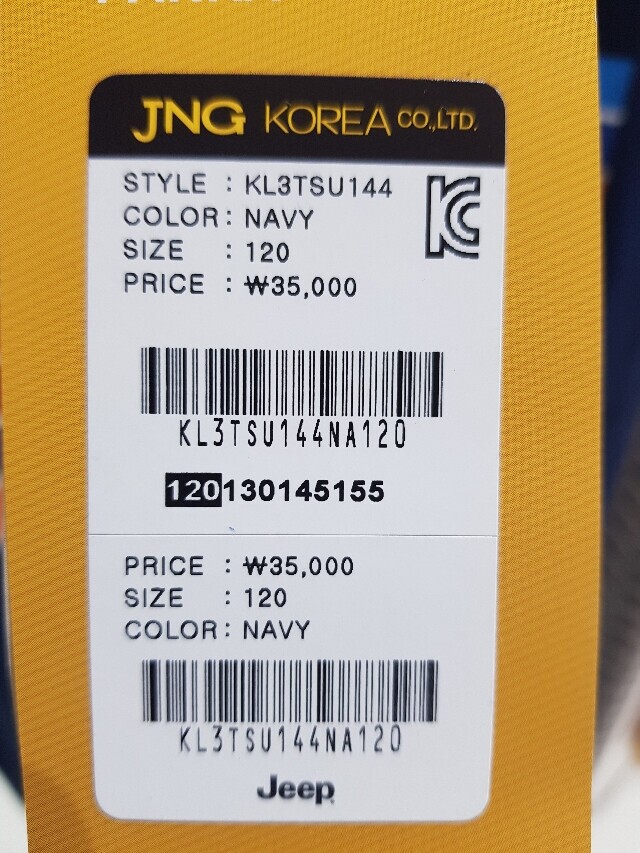 JNG KOREA CO.,LTD.
STYLE : KL3TSU144
COLOR : NAVY
SIZE : 120
PRICE : ₩35,000
KL3TSU144NA120
120130145155
PRICE : ₩35,000
SIZE : 120
COLOR : NAVY
KL3TSU144NA120
Jeep